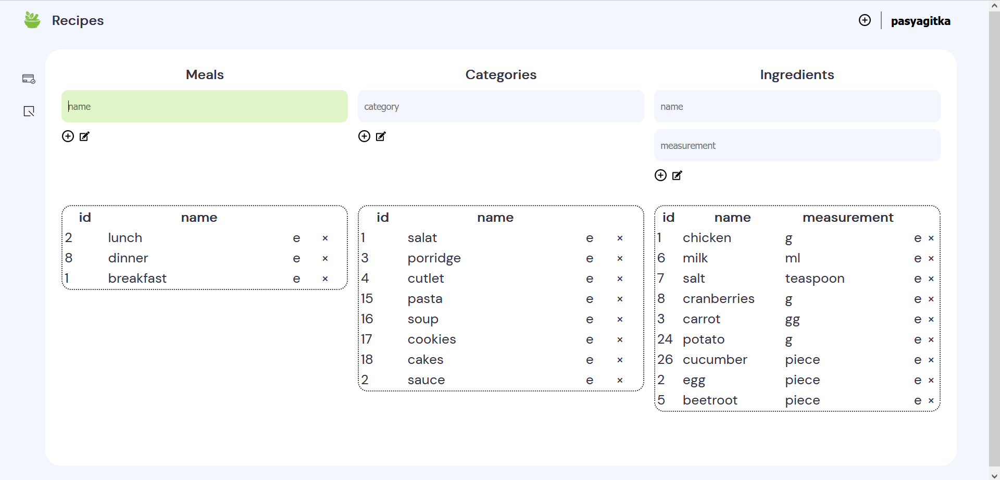 Recipes
pasyagitka
Meals
name
id name
2 lunch e ×
8 dinner e ×
1 breakfast e ×
Categories
category
id name
1 salat e ×
3 porridge e ×
4 cutlet e ×
15 pasta e ×
16 soup e ×
17 cookies e ×
18 cakes e ×
2 sauce e ×
Ingredients
name
measurement
id name measurement
1 chicken g e ×
6 milk ml e ×
7 salt teaspoon e ×
8 cranberries g e ×
3 carrot gg e ×
24 potato g e ×
26 cucumber piece e ×
2 egg piece e ×
5 beetroot piece e ×